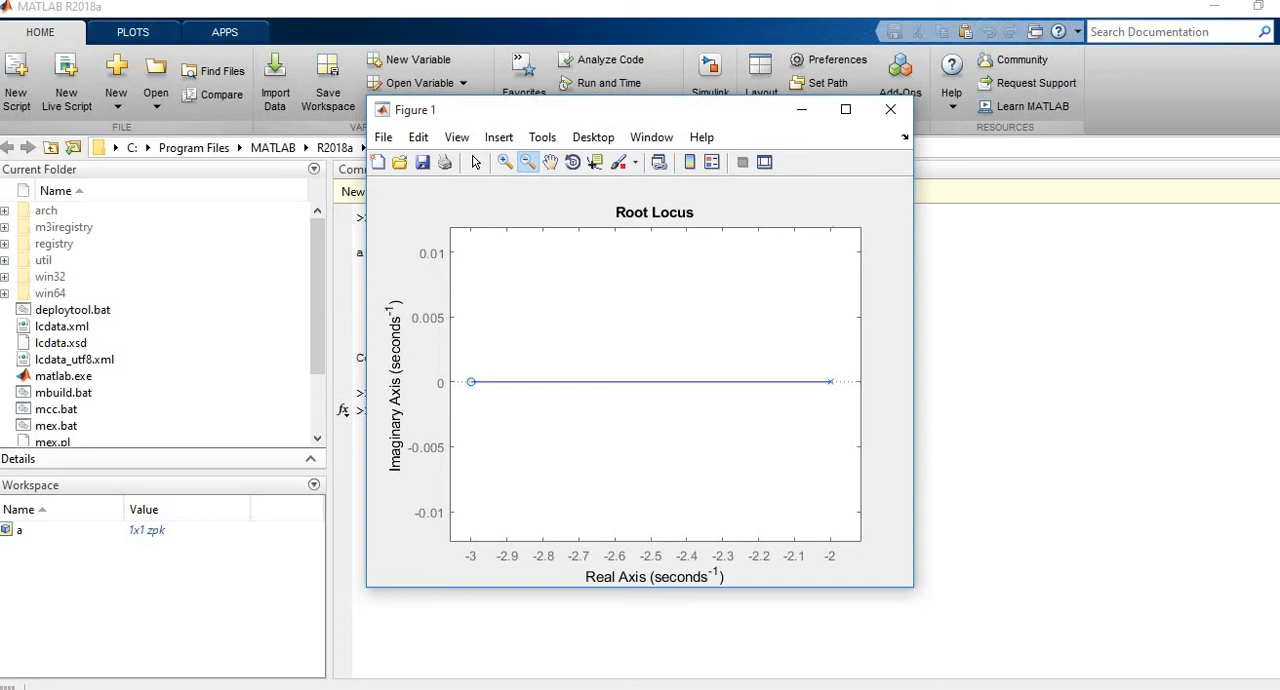 MATLAB R2018a
HOME PLOTS APPS
Search Documentation
New Script
New Live Script
New
Open
Find Files
Compare
Import Data
Save Workspace
New Variable
Open Variable
Favorites
Analyze Code
Run and Time
Simulink
Layout
Preferences
Set Path
Add-Ons
Help
Community
Request Support
Learn MATLAB
FILE
VAR
RESOURCES
C: Program Files MATLAB R2018a
Current Folder
Com
New
Name
arch
m3iregistry
registry
util
win32
win64
deploytool.bat
lcdata.xml
lcdata.xsd
lcdata_utf8.xml
matlab.exe
mbuild.bat
mcc.bat
mex.bat
mex.pl
Details
Workspace
Name Value
a 1x1 zpk
a
fx
Figure 1
File Edit View Insert Tools Desktop Window Help
Root Locus
0.01
0.005
0
-0.005
-0.01
Imaginary Axis (seconds⁻¹)
-3 -2.9 -2.8 -2.7 -2.6 -2.5 -2.4 -2.3 -2.2 -2.1 -2
Real Axis (seconds⁻¹)